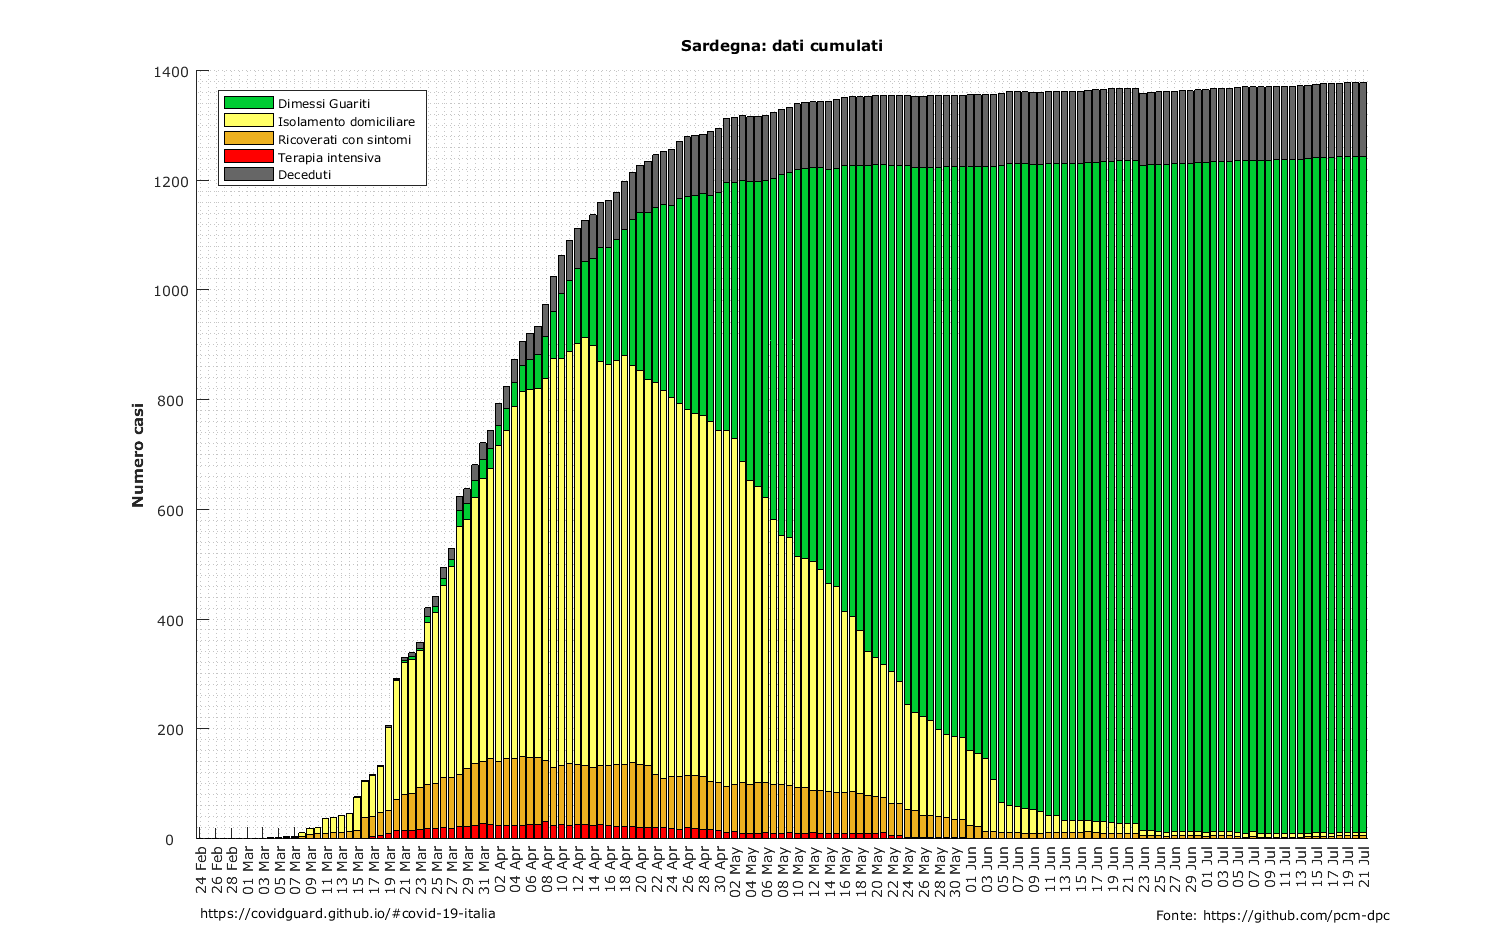 Sardegna: dati cumulati
1400
1200
1000
800
600
400
200
0
Numero casi
Dimessi Guariti
Isolamento domiciliare
Ricoverati con sintomi
Terapia intensiva
Deceduti
24 Feb
26 Feb
28 Feb
01 Mar
03 Mar
05 Mar
07 Mar
09 Mar
11 Mar
13 Mar
15 Mar
17 Mar
19 Mar
21 Mar
23 Mar
25 Mar
27 Mar
29 Mar
31 Mar
02 Apr
04 Apr
06 Apr
08 Apr
10 Apr
12 Apr
14 Apr
16 Apr
18 Apr
20 Apr
22 Apr
24 Apr
26 Apr
28 Apr
30 Apr
02 May
04 May
06 May
08 May
10 May
12 May
14 May
16 May
18 May
20 May
22 May
24 May
26 May
28 May
30 May
01 Jun
03 Jun
05 Jun
07 Jun
09 Jun
11 Jun
13 Jun
15 Jun
17 Jun
19 Jun
21 Jun
23 Jun
25 Jun
27 Jun
29 Jun
01 Jul
03 Jul
05 Jul
07 Jul
09 Jul
11 Jul
13 Jul
15 Jul
17 Jul
19 Jul
21 Jul
https://covidguard.github.io/#covid-19-italia
Fonte: https://github.com/pcm-dpc